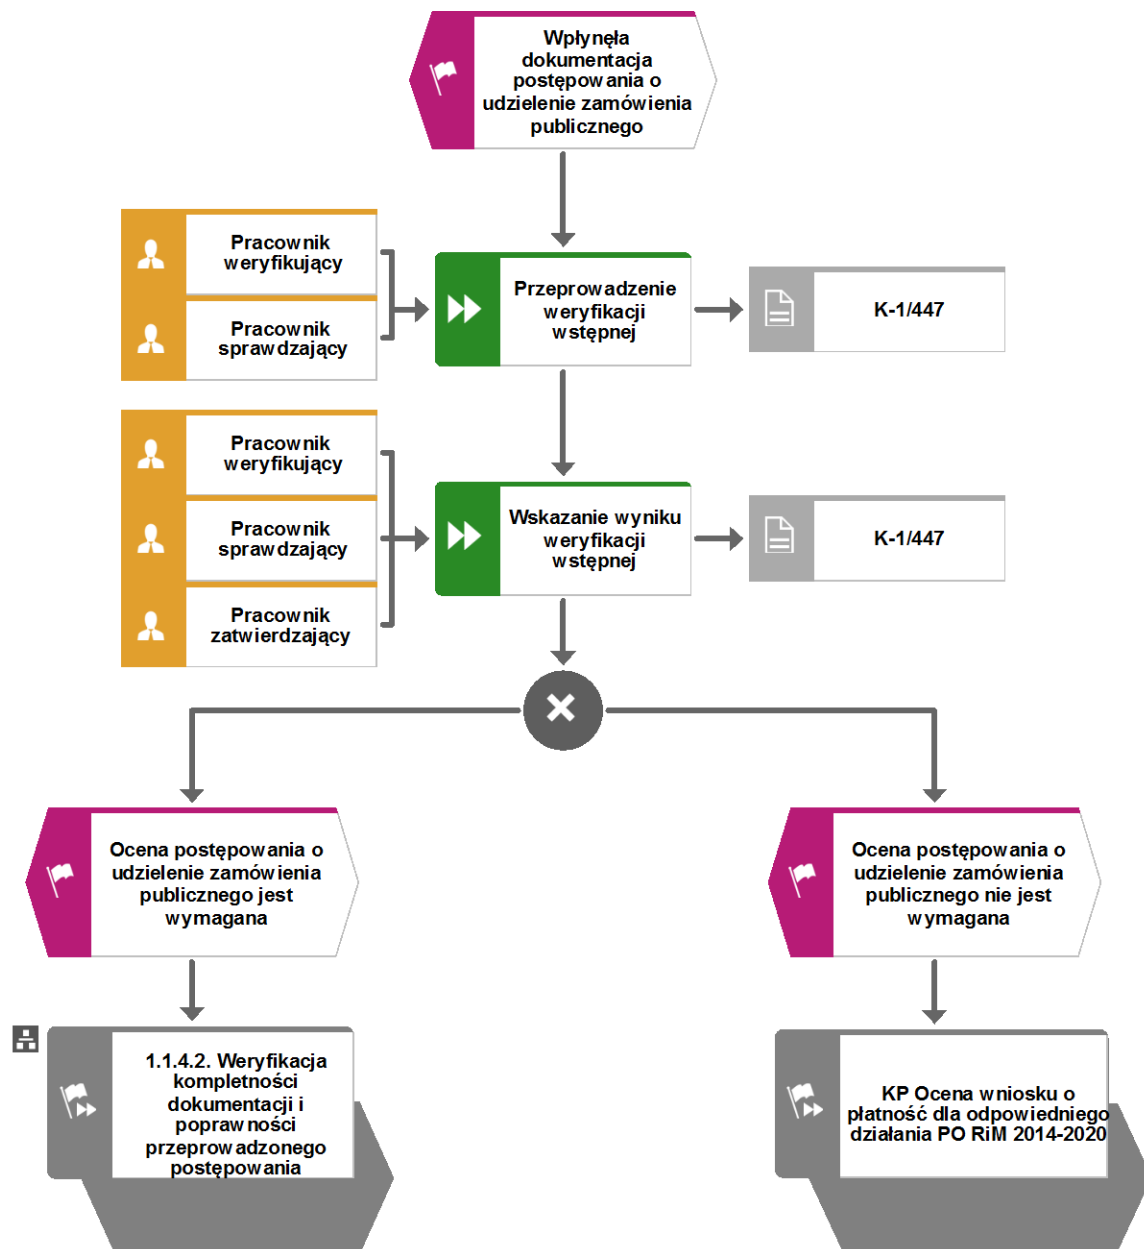 Wpłynęła
dokumentacja
postępowania o
udzielenie zamówienia
publicznego
Pracownik
weryfikujący
Pracownik
sprawdzający
Przeprowadzenie
weryfikacji
wstępnej
K-1/447
Pracownik
weryfikujący
Pracownik
sprawdzający
Pracownik
zatwierdzający
Wskazanie wyniku
weryfikacji
wstępnej
K-1/447
Ocena postępowania o
udzielenie zamówienia
publicznego jest
wymagana
Ocena postępowania o
udzielenie zamówienia
publicznego nie jest
wymagana
1.1.4.2. Weryfikacja
kompletności
dokumentacji i
poprawności
przeprowadzonego
postępowania
KP Ocena wniosku o
płatność dla odpowiedniego
działania PO RiM 2014-2020